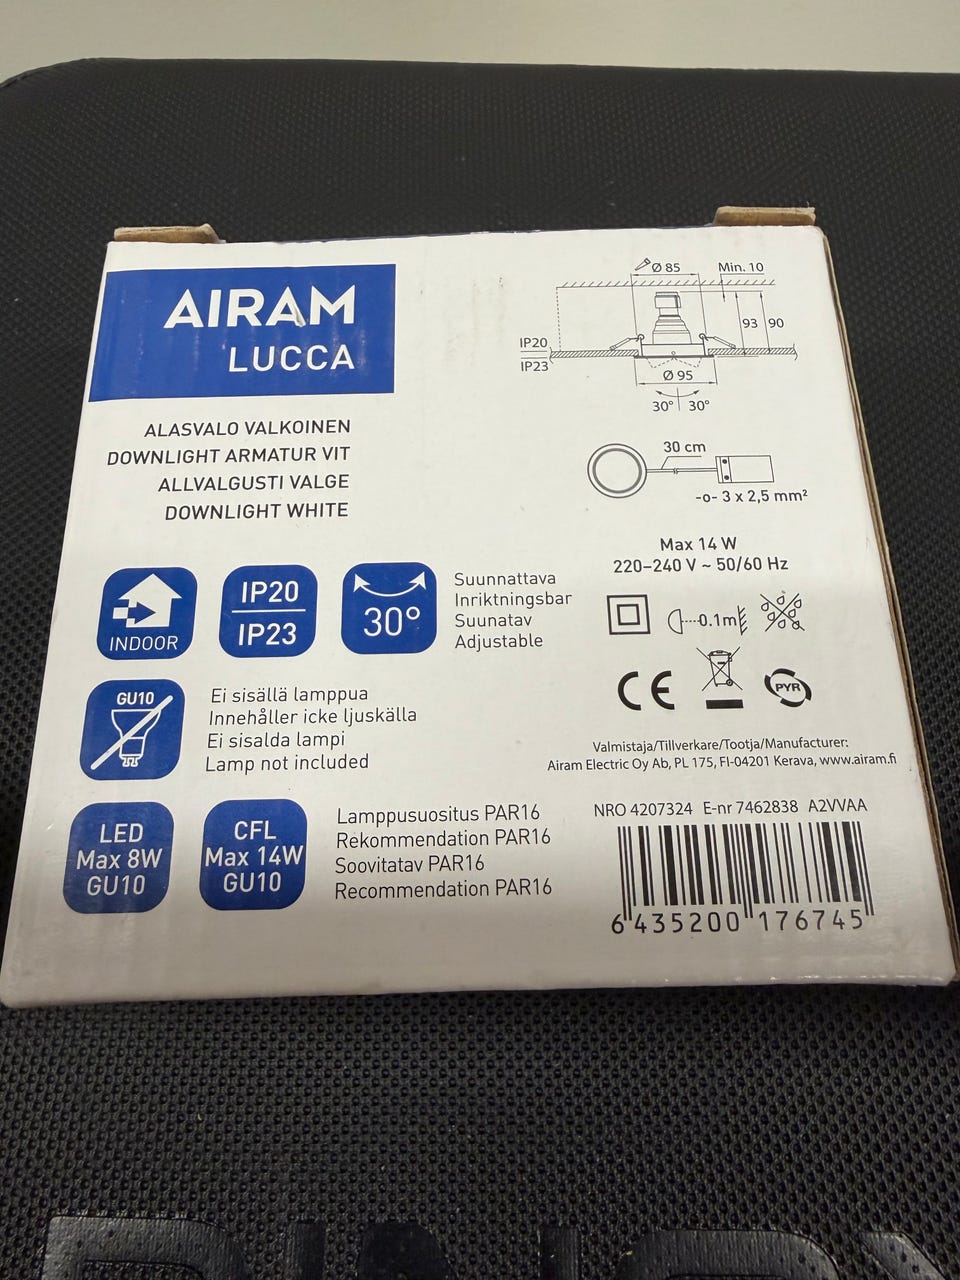 AIRAM
LUCCA
ALASVALO VALKOINEN
DOWNLIGHT ARMATUR VIT
ALLVALGUSTI VALGE
DOWNLIGHT WHITE
INDOOR
IP20
IP23
30°
Suunnattava
Inriktningsbar
Suunatav
Adjustable
GU10
Ei sisällä lamppua
Innehåller icke ljuskälla
Ei sisalda lampi
Lamp not included
LED
Max 8W
GU10
CFL
Max 14W
GU10
Lamppusuositus PAR16
Rekommendation PAR16
Soovitatav PAR16
Recommendation PAR16
Ø 85
Min. 10
93
90
IP20
IP23
Ø 95
30° 30°
30 cm
-o- 3 x 2,5 mm²
Max 14 W
220–240 V ~ 50/60 Hz
0.1m
CE
PYR
Valmistaja/Tillverkare/Tootja/Manufacturer:
Airam Electric Oy Ab, PL 175, FI-04201 Kerava, www.airam.fi
NRO 4207324 E-nr 7462838 A2VVAA
6 435200 176745